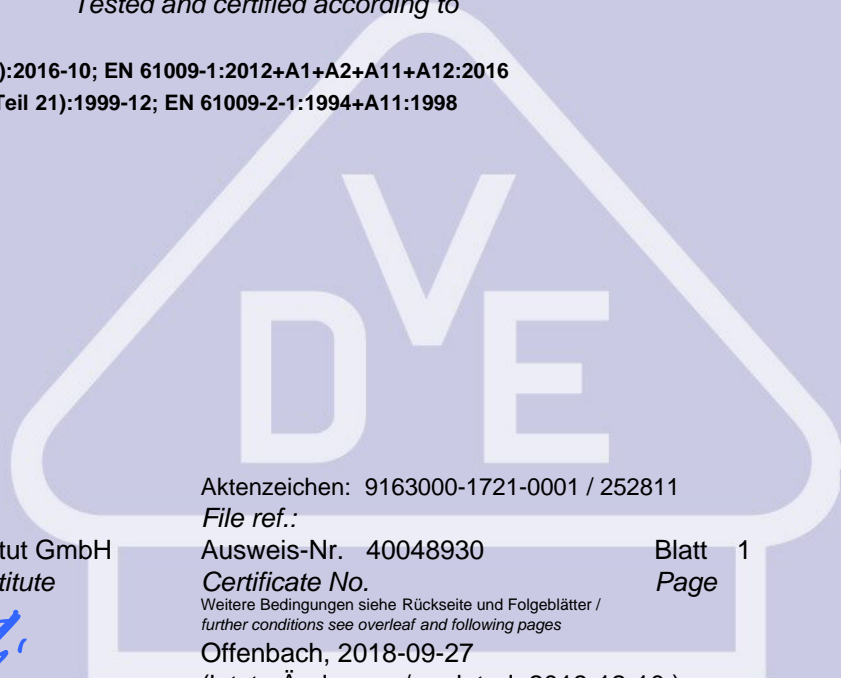 Tested and certified according to
):2016-10; EN 61009-1:2012+A1+A2+A11+A12:2016
Teil 21):1999-12; EN 61009-2-1:1994+A11:1998
DVE
Aktenzeichen: 9163000-1721-0001 / 252811
File ref.:
tut GmbH Ausweis-Nr. 40048930 Blatt 1
titute Certificate No. Page
Weitere Bedingungen siehe Rückseite und Folgeblätter /
further conditions see overleaf and following pages
Offenbach, 2018-09-27